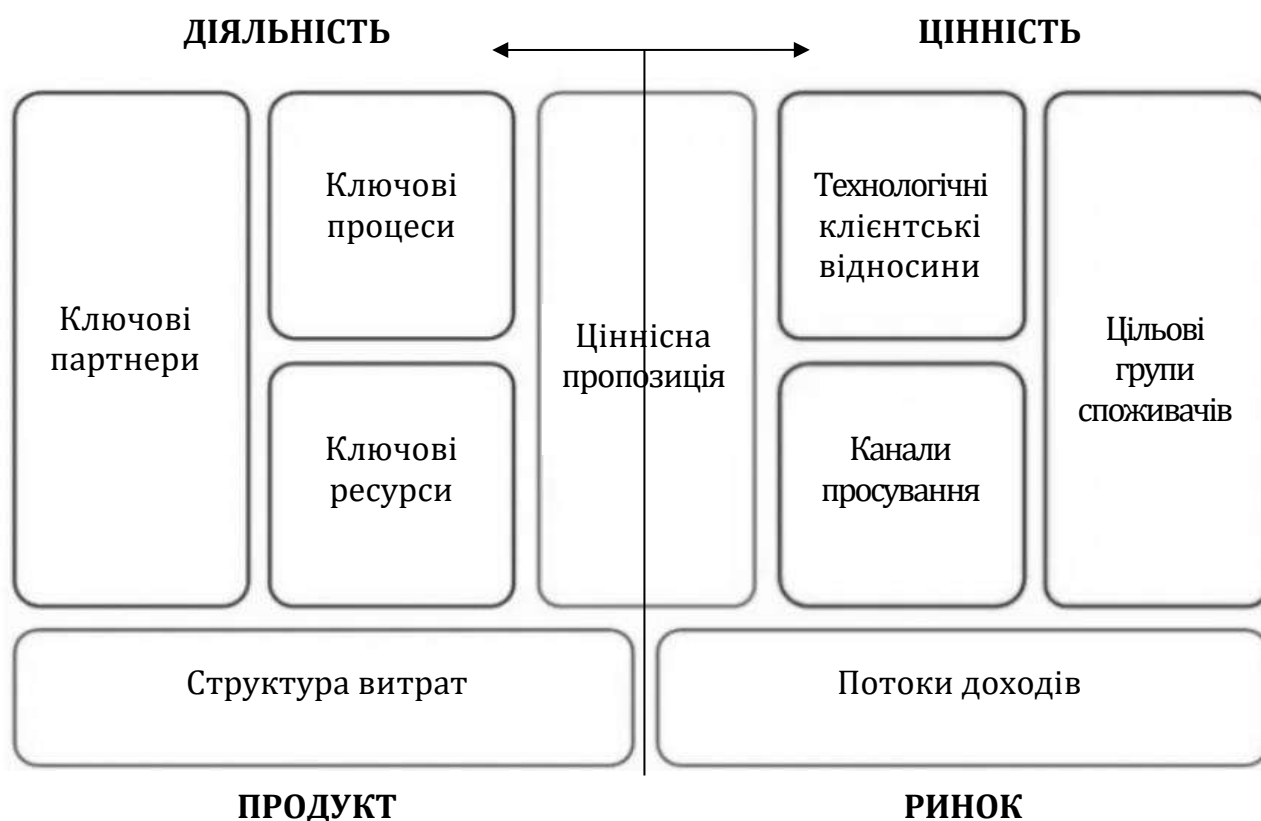 ДІЯЛЬНІСТЬ
ЦІННІСТЬ
Ключові
партнери
Ключові
процеси
Ключові
ресурси
Ціннісна
пропозиція
Технологічні
клієнтські
відносини
Канали
просування
Цільові
групи
споживачів
Структура витрат
Потоки доходів
ПРОДУКТ
РИНОК